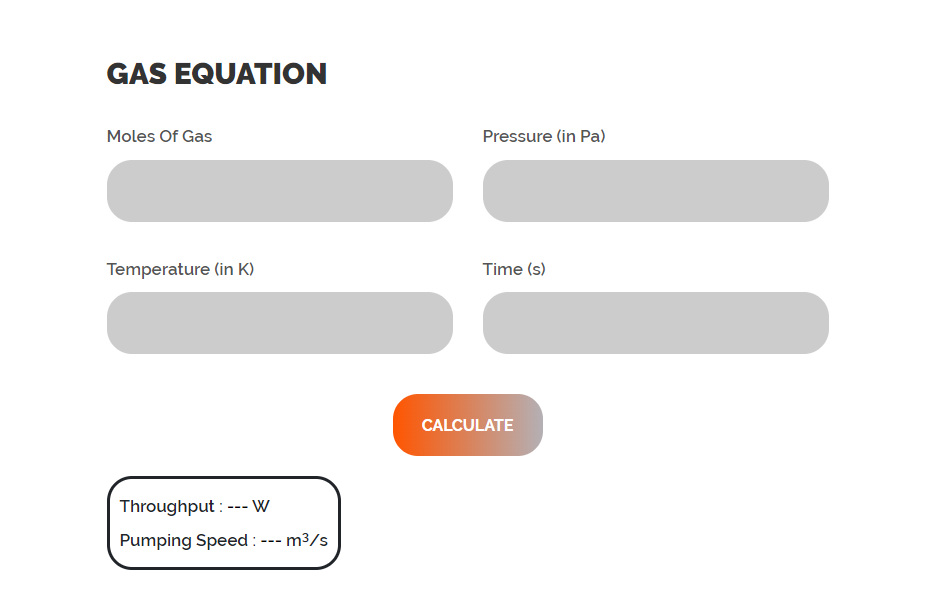 GAS EQUATION
Moles Of Gas
Pressure (in Pa)
Temperature (in K)
Time (s)
CALCULATE
Throughput : --- W
Pumping Speed : --- m³/s